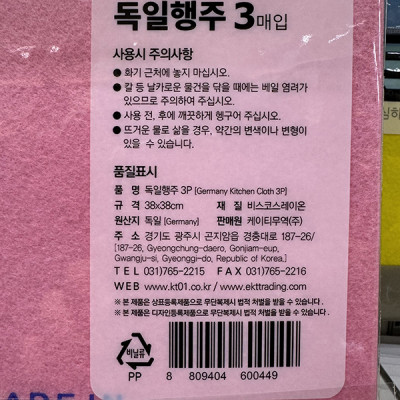 독일행주 3매입
사용시 주의사항
● 화기 근처에 놓지 마십시오.
● 칼 등 날카로운 물건을 닦을 때에는 베일 염려가
있으므로 주의하여 주십시오.
● 사용 전, 후에 깨끗하게 헹구어 주십시오.
● 뜨거운 물로 삶을 경우, 약간의 변색이나 변형이
있을 수 있습니다.
품질표시
품 명 독일행주 3P [Germany Kitchen Cloth 3P]
규 격 38x38cm 재 질 비스코스레이온
원산지 독일 [Germany] 판매원 케이티무역(주)
주 소 경기도 광주시 곤지암읍 경충대로 187-26/
[187-26, Gyeongchung-daero, Gonjiam-eup,
Gwangju-si, Gyeonggi-do, Republic of Korea]
TEL 031)765-2215 FAX 031)765-2216
WEB www.kt01.co.kr / www.ekttrading.com
※ 본 제품은 상표등록제품으로 무단복제시 법적 처벌을 받을 수 있습니다.
※ 본 제품은 디자인등록제품으로 무단복제시 법적 처벌을 받을 수 있습니다.
비닐류
PP
8 809404 600449
MADE IN